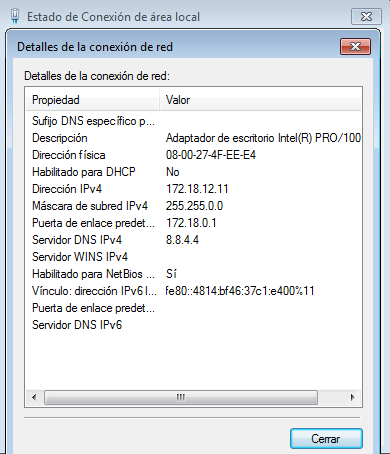 Estado de Conexión de área local
Detalles de la conexión de red
Detalles de la conexión de red:
Propiedad Valor
Sufijo DNS específico p...
Descripción Adaptador de escritorio Intel(R) PRO/100
Dirección física 08-00-27-4F-EE-E4
Habilitado para DHCP No
Dirección IPv4 172.18.12.11
Máscara de subred IPv4 255.255.0.0
Puerta de enlace predet... 172.18.0.1
Servidor DNS IPv4 8.8.4.4
Servidor WINS IPv4
Habilitado para NetBios ... Sí
Vínculo: dirección IPv6 l... fe80::4814:bf46:37c1:e400%11
Puerta de enlace predet...
Servidor DNS IPv6
Cerrar